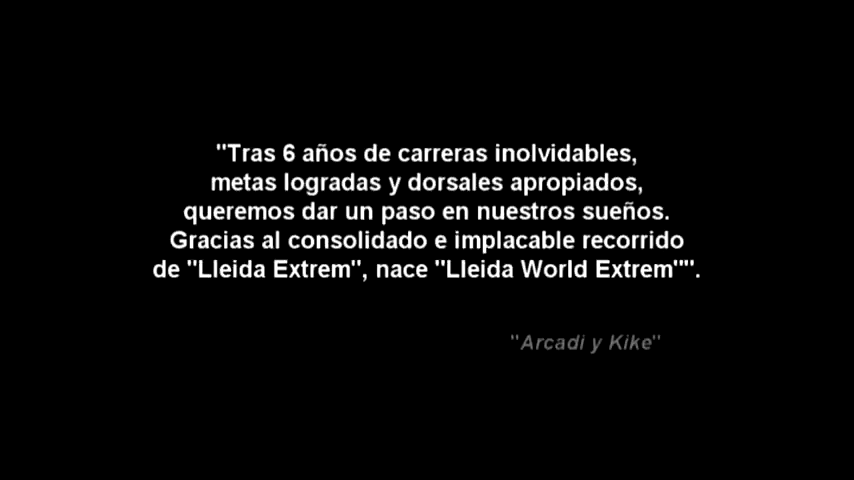 "Tras 6 años de carreras inolvidables,
metas logradas y dorsales apropiados,
queremos dar un paso en nuestros sueños.
Gracias al consolidado e implacable recorrido
de "Lleida Extrem", nace "Lleida World Extrem"".
"Arcadi y Kike"